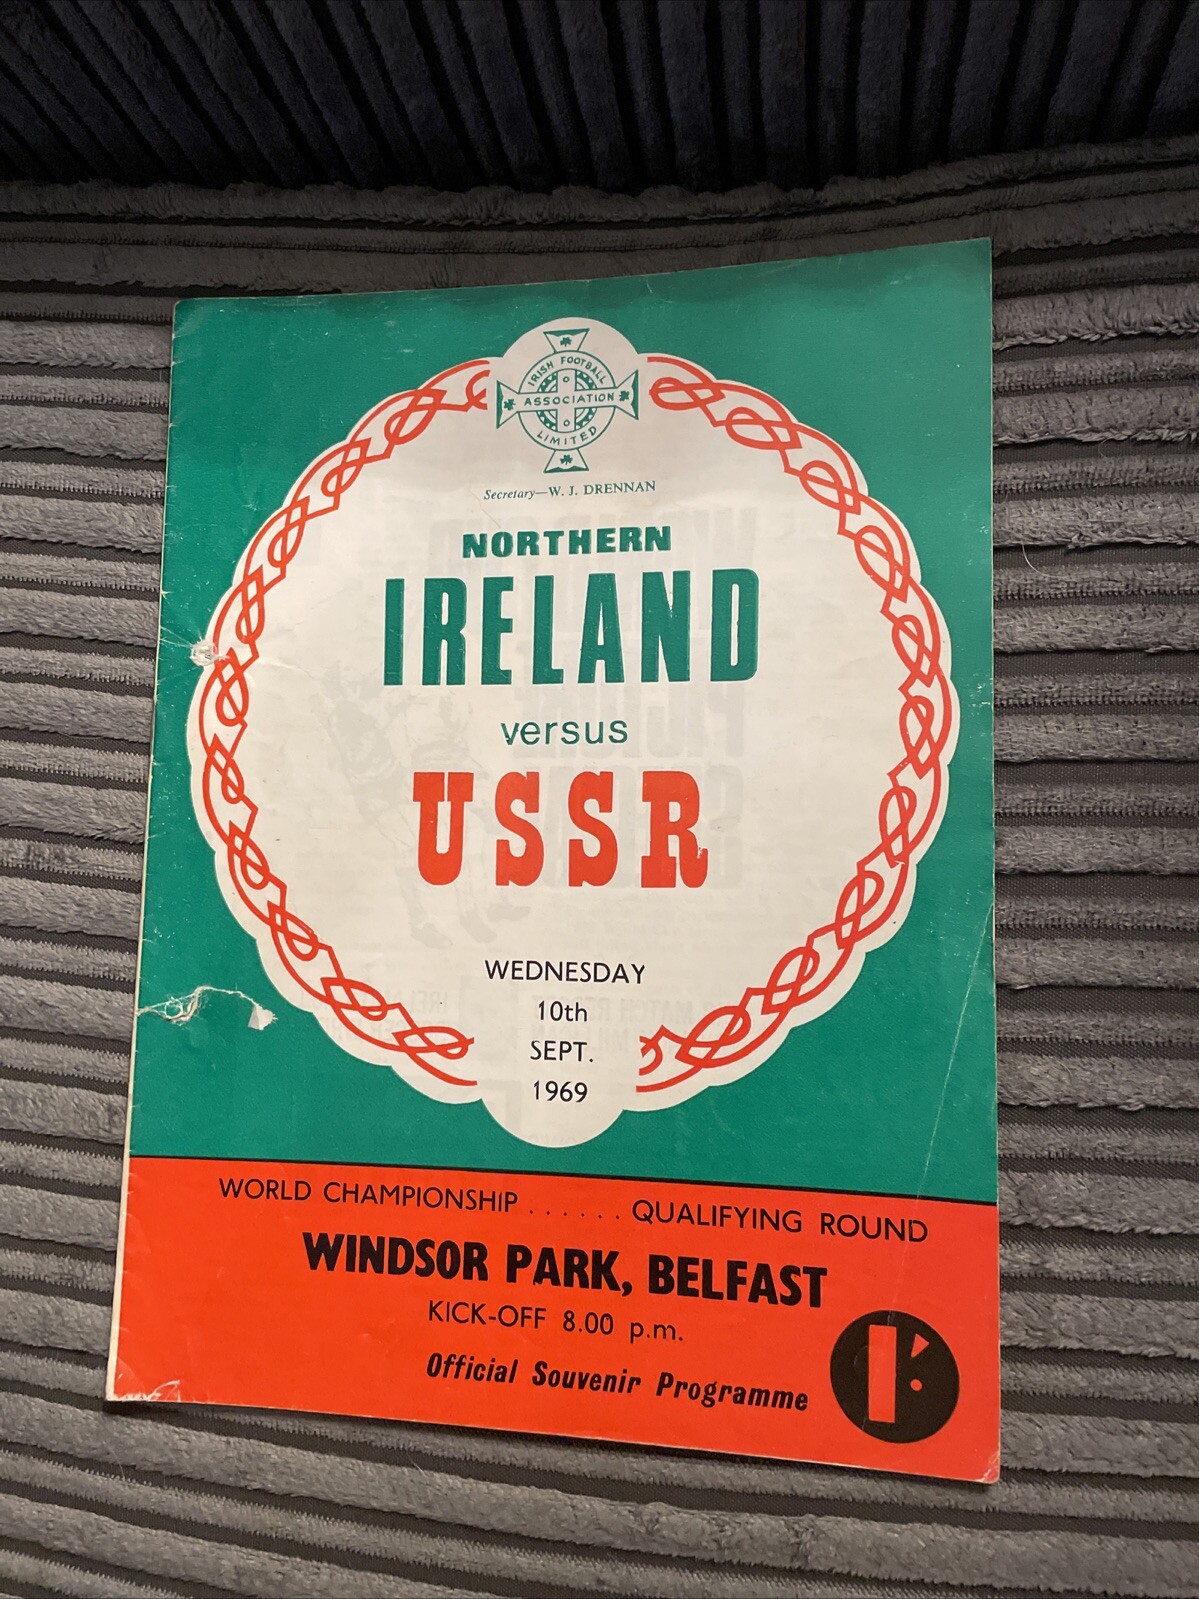 IRISH FOOTBALL
ASSOCIATION
LIMITED
Secretary—W. J. DRENNAN
NORTHERN
IRELAND
versus
USSR
WEDNESDAY
10th
SEPT.
1969
WORLD CHAMPIONSHIP ...... QUALIFYING ROUND
WINDSOR PARK, BELFAST
KICK-OFF 8.00 p.m.
Official Souvenir Programme
1/-